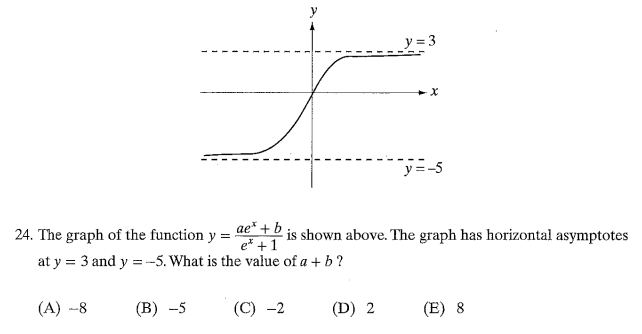 y
y = 3
x
y = –5
24. The graph of the function y = \frac{ae^x + b}{e^x + 1} is shown above. The graph has horizontal asymptotes
at y = 3 and y = –5. What is the value of a + b ?
(A) –8 (B) –5 (C) –2 (D) 2 (E) 8